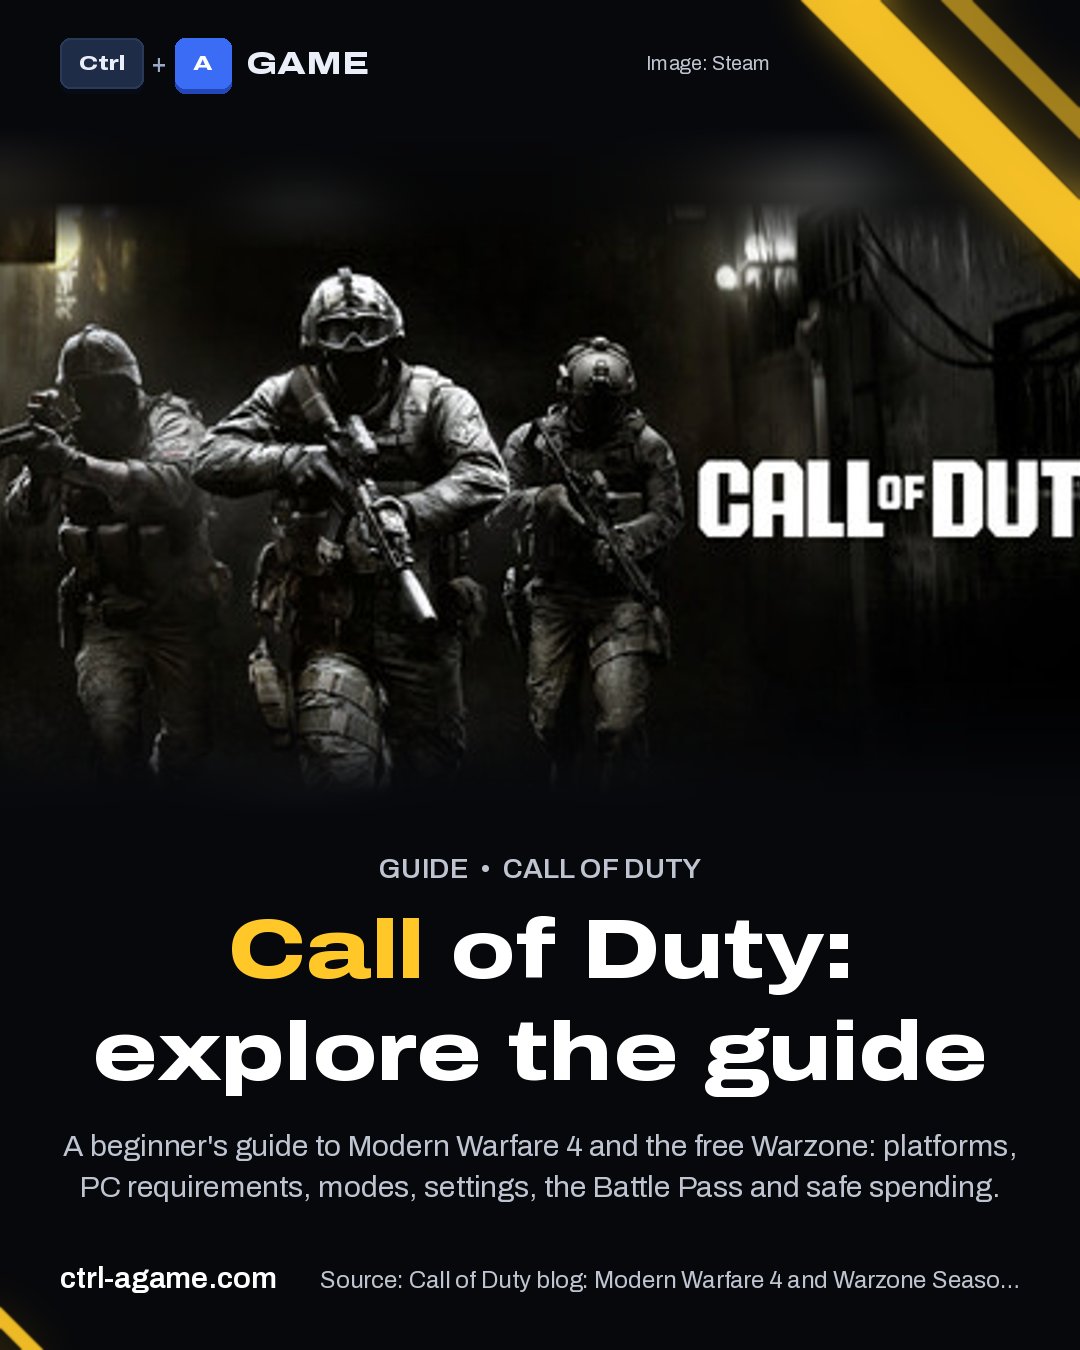 Ctrl + A GAME
Image: Steam
CALL OF DUT
GUIDE • CALL OF DUTY
Call of Duty:
explore the guide
A beginner's guide to Modern Warfare 4 and the free Warzone: platforms,
PC requirements, modes, settings, the Battle Pass and safe spending.
ctrl-agame.com
Source: Call of Duty blog: Modern Warfare 4 and Warzone Seaso...